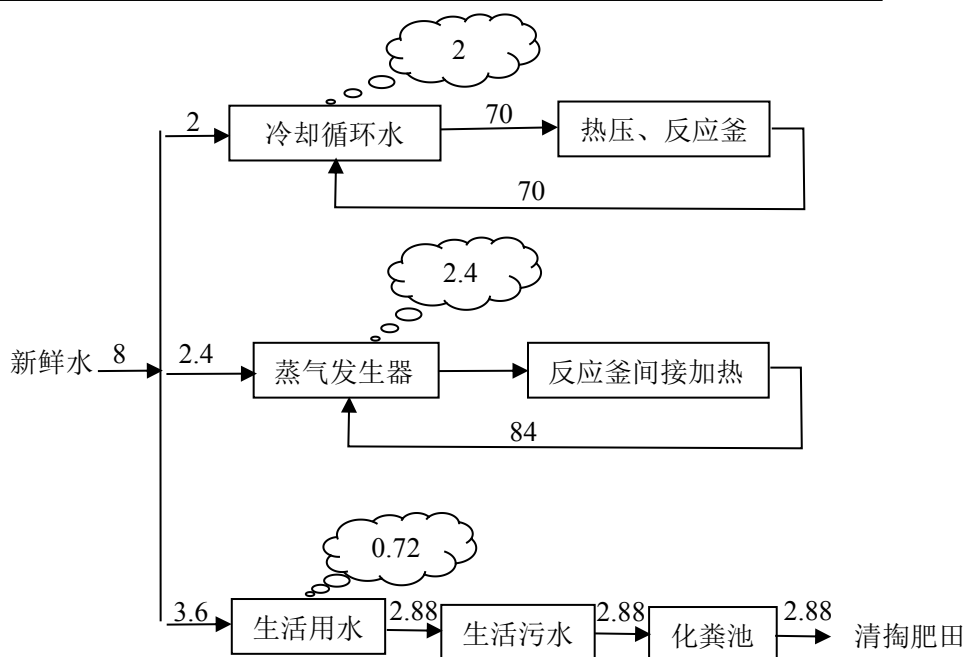 2
2
冷却循环水
70
热压、反应釜
70
2.4
新鲜水
8
2.4
蒸气发生器
反应釜间接加热
84
0.72
3.6
生活用水
2.88
生活污水
2.88
化粪池
2.88
清掏肥田